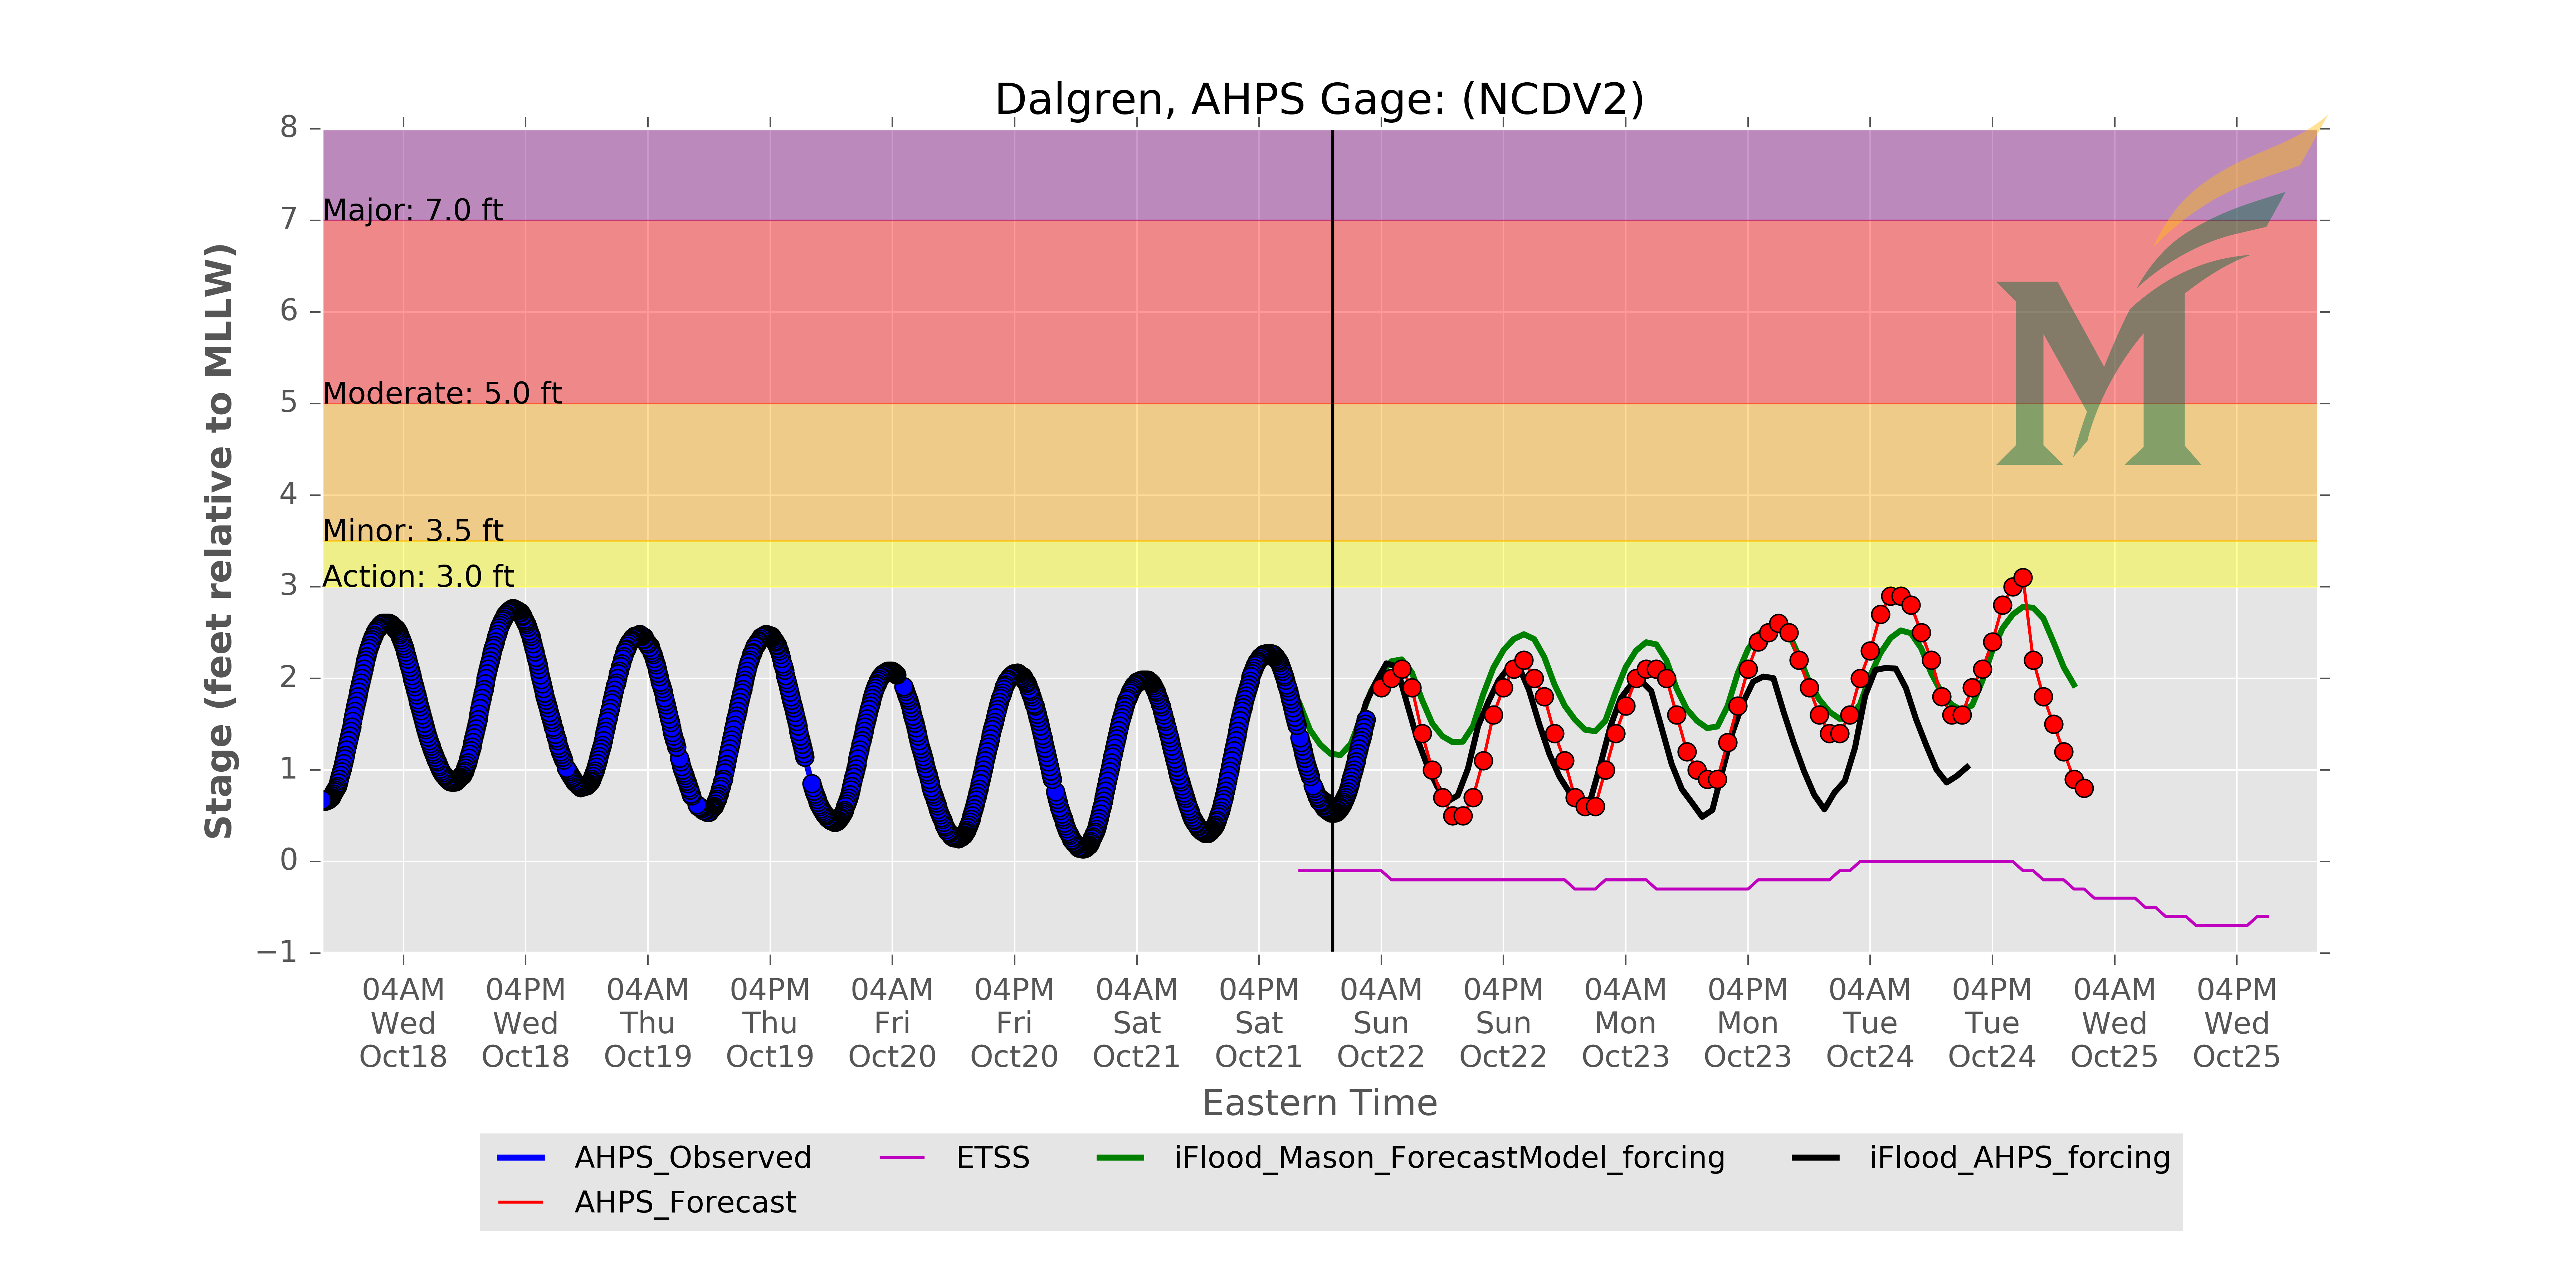 Dalgren, AHPS Gage: (NCDV2)
8
7
6
5
4
3
2
1
0
−1
Stage (feet relative to MLLW)
Major: 7.0 ft
Moderate: 5.0 ft
Minor: 3.5 ft
Action: 3.0 ft
M
04AM 04PM 04AM 04PM 04AM 04PM 04AM 04PM 04AM 04PM 04AM 04PM 04AM 04PM 04AM 04PM
Wed Wed Thu Thu Fri Fri Sat Sat Sun Sun Mon Mon Tue Tue Wed Wed
Oct18 Oct18 Oct19 Oct19 Oct20 Oct20 Oct21 Oct21 Oct22 Oct22 Oct23 Oct23 Oct24 Oct24 Oct25 Oct25
Eastern Time
AHPS_Observed ETSS iFlood_Mason_ForecastModel_forcing iFlood_AHPS_forcing
AHPS_Forecast